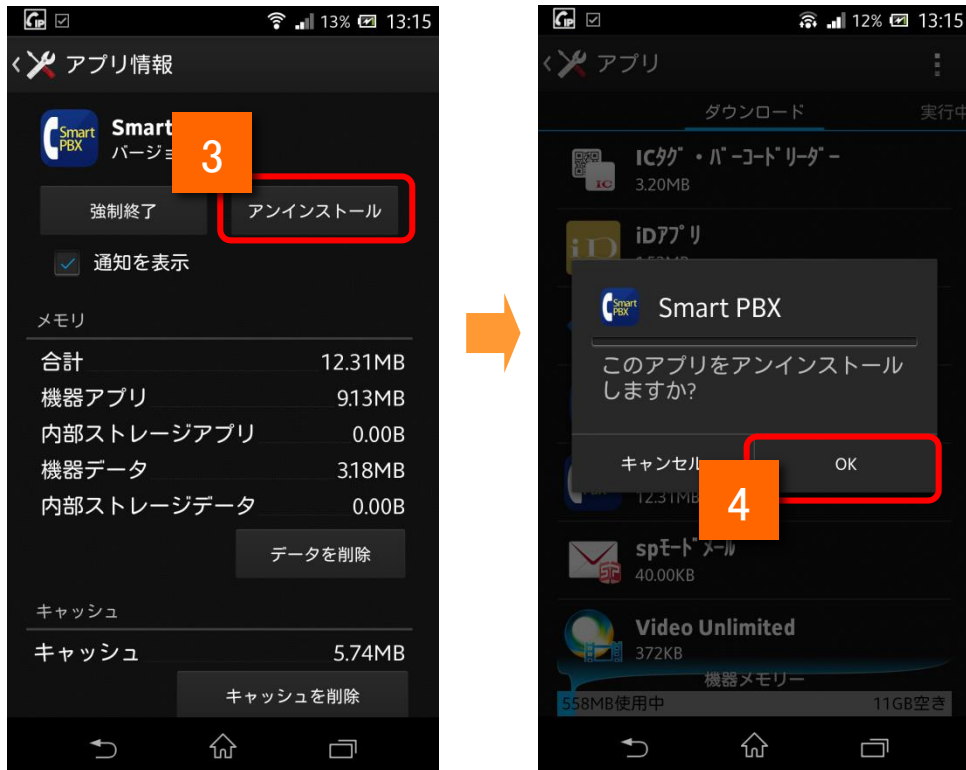 13% 13:15
アプリ情報
Smart PBX
Smart
バージョ
3
強制終了
アンインストール
通知を表示
メモリ
合計 12.31MB
機器アプリ 9.13MB
内部ストレージアプリ 0.00B
機器データ 3.18MB
内部ストレージデータ 0.00B
データを削除
キャッシュ
キャッシュ 5.74MB
キャッシュを削除
12% 13:15
アプリ
ダウンロード 実行中
ICタグ・バーコードリーダー
3.20MB
iD
iDアプリ
Smart PBX
Smart PBX
このアプリをアンインストール
しますか?
キャンセル
OK
4
12.31MB
spモードメール
40.00KB
Video Unlimited
372KB
機器メモリー
558MB使用中 11GB空き